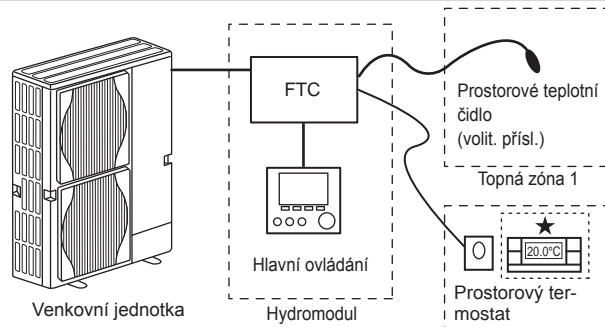 FTC
Prostorové teplotní
čidlo
(volit. přísl.)
Topná zóna 1
Hlavní ovládání
20.0°C
Venkovní jednotka
Hydromodul
Prostorový ter-
mostat